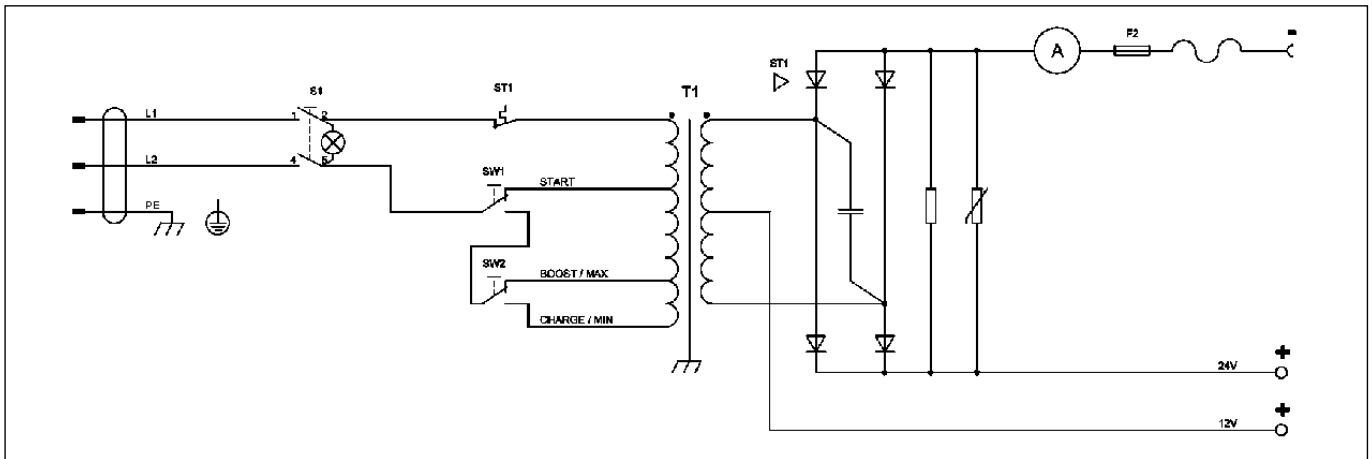 F2
A
ST1
S1
ST1
T1
L1
1
2
L2
4
5
SW1
START
PE
SW2
BOOST / MAX
CHARGE / MIN
24V
+
12V
+
-